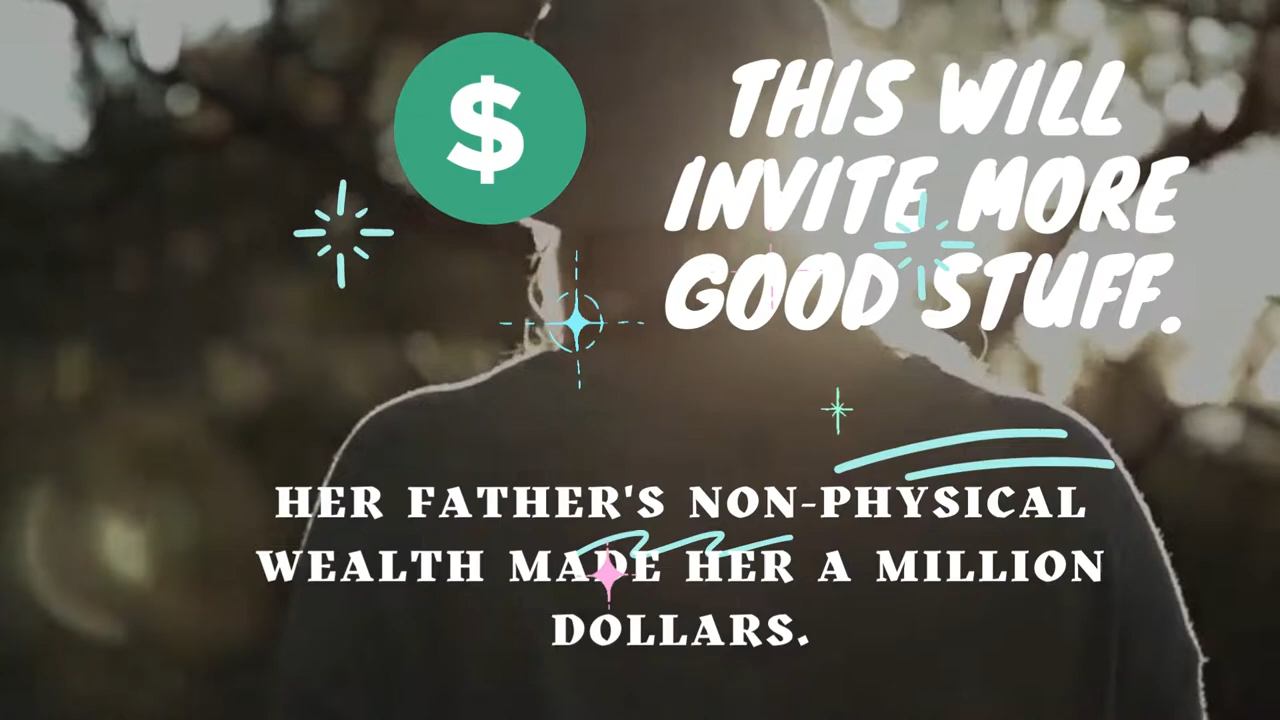 $
THIS WILL
INVITE MORE
GOOD STUFF.
HER FATHER'S NON-PHYSICAL
WEALTH MADE HER A MILLION
DOLLARS.